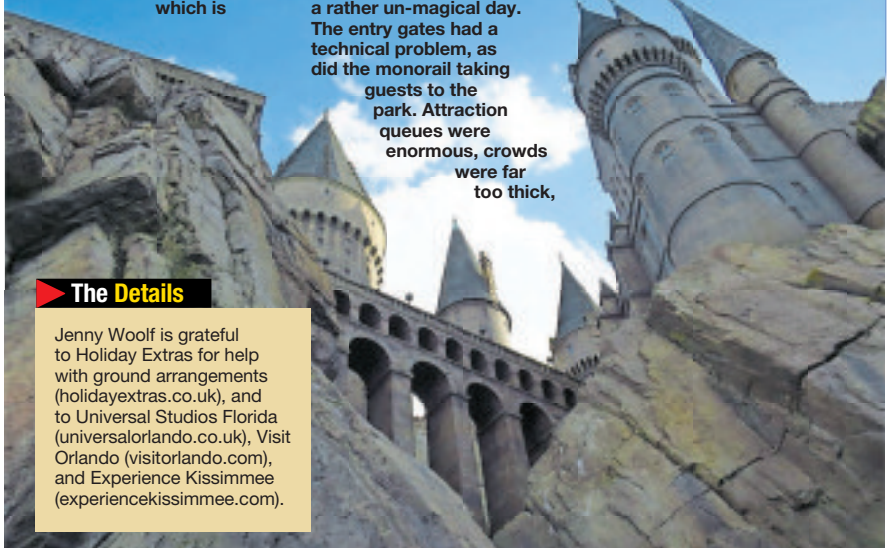 which is
a rather un-magical day.
The entry gates had a
technical problem, as
did the monorail taking
guests to the
park. Attraction
queues were
enormous, crowds
were far
too thick,
The Details
Jenny Woolf is grateful
to Holiday Extras for help
with ground arrangements
(holidayextras.co.uk), and
to Universal Studios Florida
(universalorlando.co.uk), Visit
Orlando (visitorlando.com),
and Experience Kissimmee
(experiencekissimmee.com).